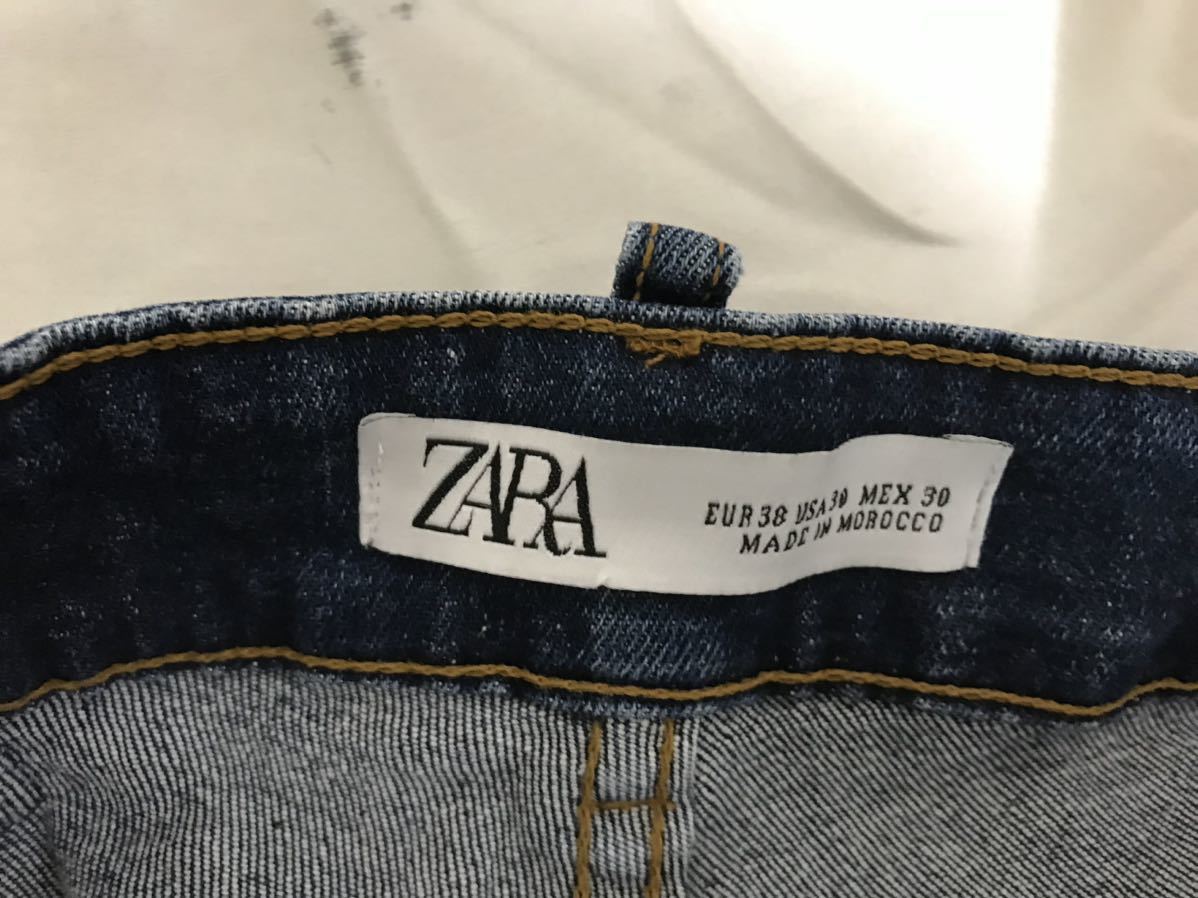 ZARA
EUR 38 USA 30 MEX 30
MADE IN MOROCCO